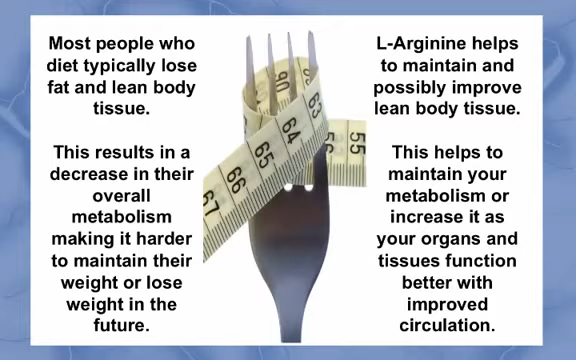 Most people who
diet typically lose
fat and lean body
tissue.
This results in a
decrease in their
overall
metabolism
making it harder
to maintain their
weight or lose
weight in the
future.
L-Arginine helps
to maintain and
possibly improve
lean body tissue.
This helps to
maintain your
metabolism or
increase it as
your organs and
tissues function
better with
improved
circulation.
90
63
64
65
66
67
55